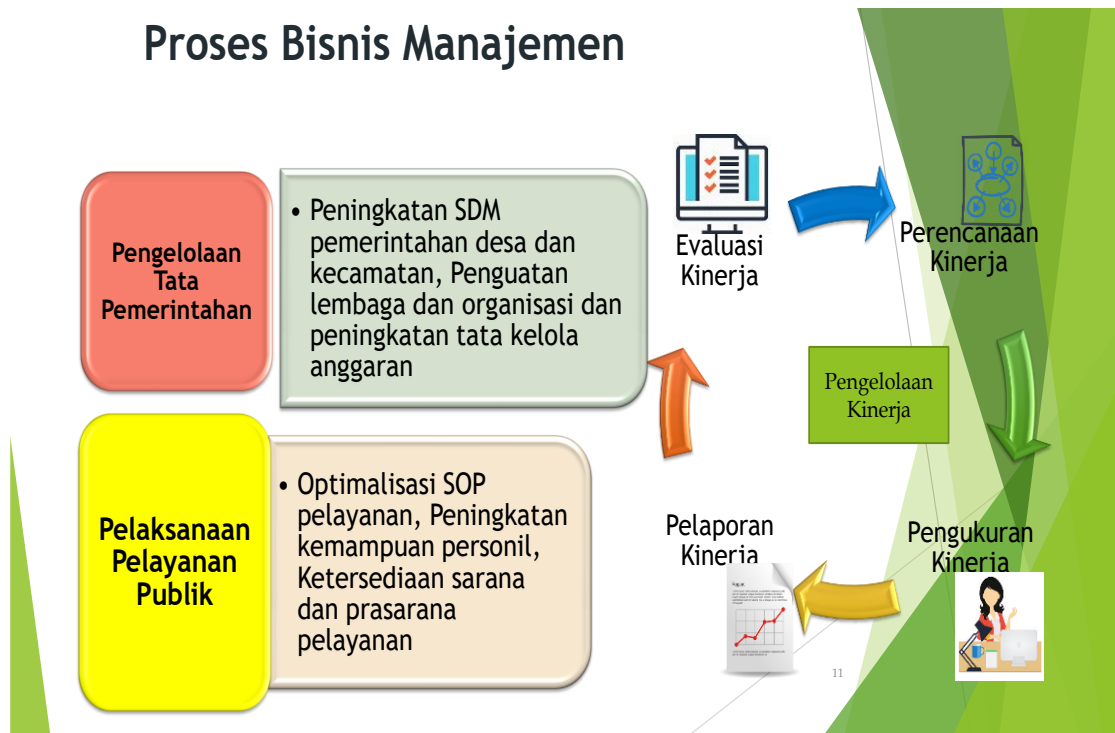 Proses Bisnis Manajemen
Pengelolaan
Tata
Pemerintahan
• Peningkatan SDM
pemerintahan desa dan
kecamatan, Penguatan
lembaga dan organisasi dan
peningkatan tata kelola
anggaran
Pelaksanaan
Pelayanan
Publik
• Optimalisasi SOP
pelayanan, Peningkatan
kemampuan personil,
Ketersediaan sarana
dan prasarana
pelayanan
Evaluasi
Kinerja
Perencanaan
Kinerja
Pengelolaan
Kinerja
Pelaporan
Kinerja
Pengukuran
Kinerja
11